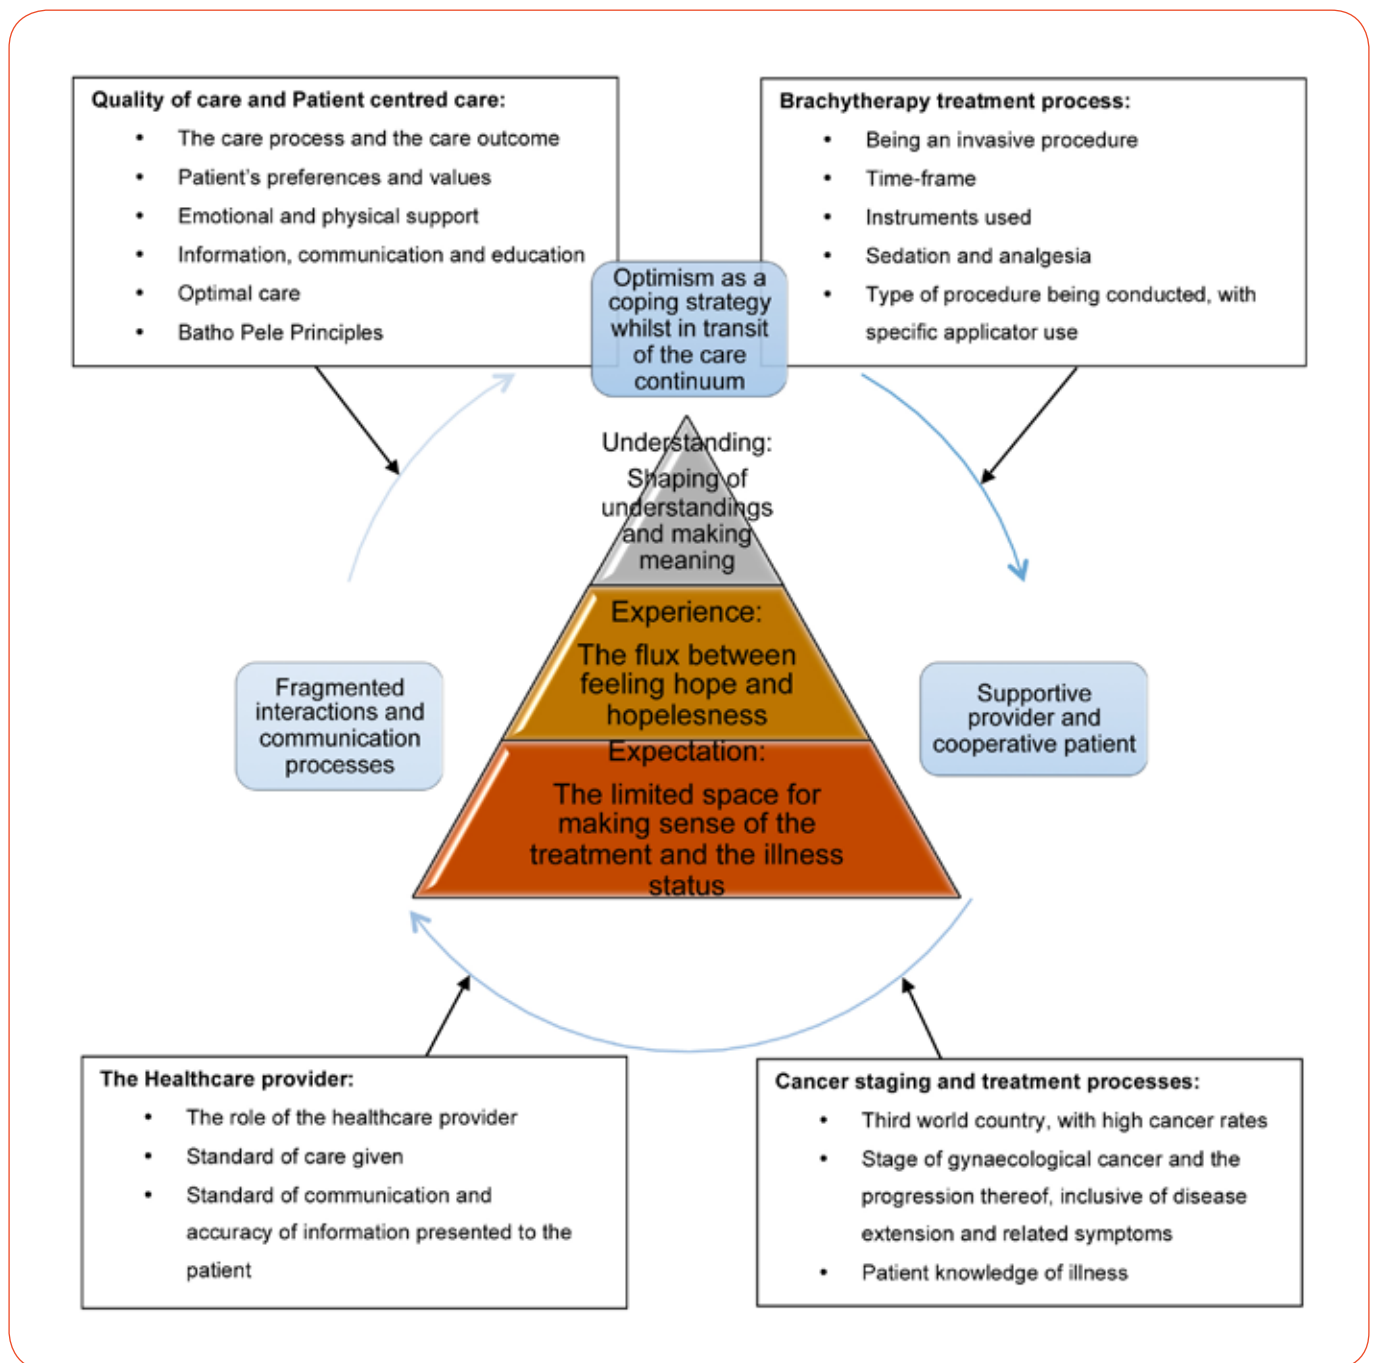 Quality of care and Patient centred care:
• The care process and the care outcome
• Patient's preferences and values
• Emotional and physical support
• Information, communication and education
• Optimal care
• Batho Pele Principles
Brachytherapy treatment process:
• Being an invasive procedure
• Time-frame
• Instruments used
• Sedation and analgesia
• Type of procedure being conducted, with
specific applicator use
Optimism as a
coping strategy
whilst in transit
of the care
continuum
Understanding:
Shaping of
understandings
and making
meaning
Experience:
The flux between
feeling hope and
hopelesness
Expectation:
The limited space for
making sense of the
treatment and the illness
status
Fragmented
interactions and
communication
processes
Supportive
provider and
cooperative patient
The Healthcare provider:
• The role of the healthcare provider
• Standard of care given
• Standard of communication and
accuracy of information presented to the
patient
Cancer staging and treatment processes:
• Third world country, with high cancer rates
• Stage of gynaecological cancer and the
progression thereof, inclusive of disease
extension and related symptoms
• Patient knowledge of illness